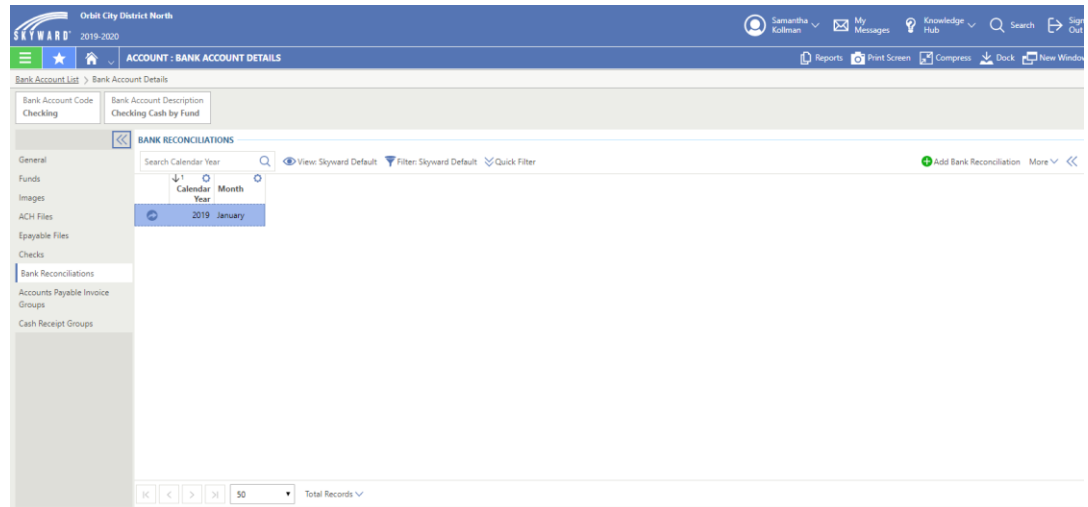 Orbit City District North
SKYWARD 2019-2020
Samantha Kollman
My Messages
Knowledge Hub
Search
Sign Out
ACCOUNT : BANK ACCOUNT DETAILS
Reports Print Screen Compress Dock New Window
Bank Account List > Bank Account Details
Bank Account Code
Checking
Bank Account Description
Checking Cash by Fund
General
Funds
Images
ACH Files
Epayable Files
Checks
Bank Reconciliations
Accounts Payable Invoice
Groups
Cash Receipt Groups
BANK RECONCILIATIONS
Search Calendar Year View: Skyward Default Filter: Skyward Default Quick Filter Add Bank Reconciliation More
1
Calendar Year
Month
2019 January
50 Total Records